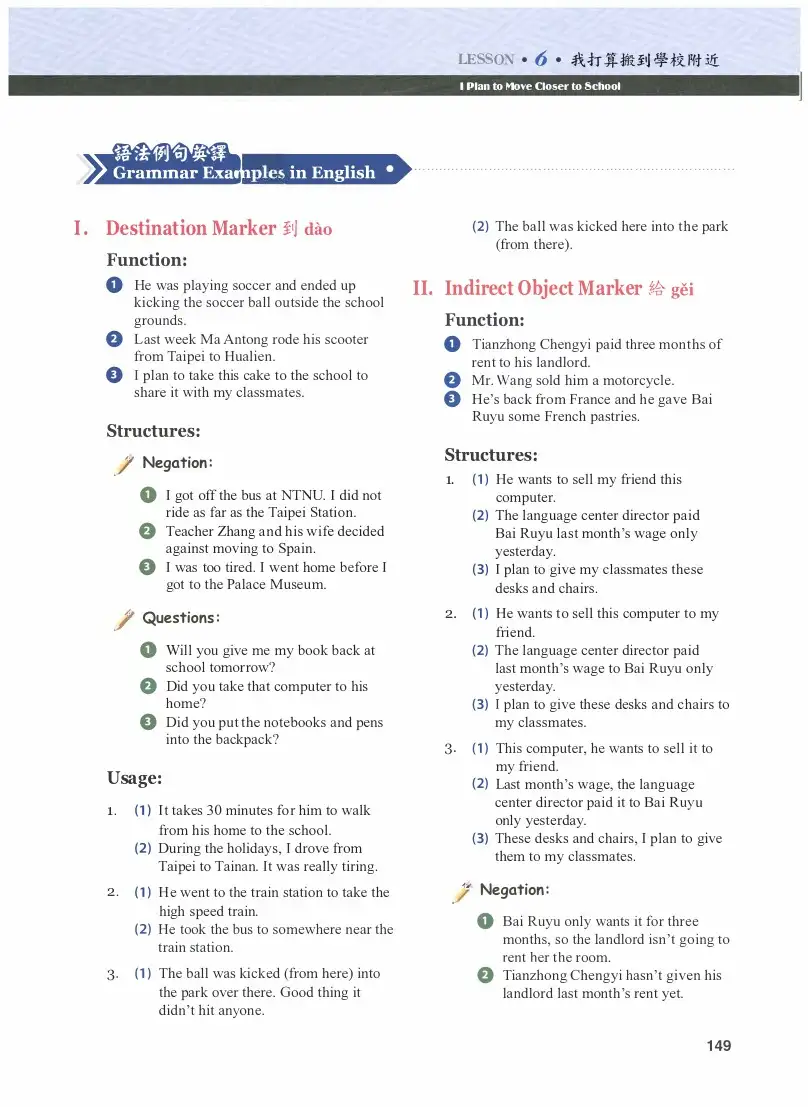 LESSON • 6 • 我打算搬到學校附近
I Plan to Move Closer to School
語法例句英譯
Grammar Examples in English
I. Destination Marker 到 dào
Function:
1 He was playing soccer and ended up
kicking the soccer ball outside the school
grounds.
2 Last week Ma Antong rode his scooter
from Taipei to Hualien.
3 I plan to take this cake to the school to
share it with my classmates.
Structures:
Negation:
1 I got off the bus at NTNU. I did not
ride as far as the Taipei Station.
2 Teacher Zhang and his wife decided
against moving to Spain.
3 I was too tired. I went home before I
got to the Palace Museum.
Questions:
1 Will you give me my book back at
school tomorrow?
2 Did you take that computer to his
home?
3 Did you put the notebooks and pens
into the backpack?
Usage:
1. (1) It takes 30 minutes for him to walk
from his home to the school.
(2) During the holidays, I drove from
Taipei to Tainan. It was really tiring.
2. (1) He went to the train station to take the
high speed train.
(2) He took the bus to somewhere near the
train station.
3. (1) The ball was kicked (from here) into
the park over there. Good thing it
didn't hit anyone.
(2) The ball was kicked here into the park
(from there).
II. Indirect Object Marker 給 gěi
Function:
1 Tianzhong Chengyi paid three months of
rent to his landlord.
2 Mr. Wang sold him a motorcycle.
3 He's back from France and he gave Bai
Ruyu some French pastries.
Structures:
1. (1) He wants to sell my friend this
computer.
(2) The language center director paid
Bai Ruyu last month's wage only
yesterday.
(3) I plan to give my classmates these
desks and chairs.
2. (1) He wants to sell this computer to my
friend.
(2) The language center director paid
last month's wage to Bai Ruyu only
yesterday.
(3) I plan to give these desks and chairs to
my classmates.
3. (1) This computer, he wants to sell it to
my friend.
(2) Last month's wage, the language
center director paid it to Bai Ruyu
only yesterday.
(3) These desks and chairs, I plan to give
them to my classmates.
Negation:
1 Bai Ruyu only wants it for three
months, so the landlord isn't going to
rent her the room.
2 Tianzhong Chengyi hasn't given his
landlord last month's rent yet.
149